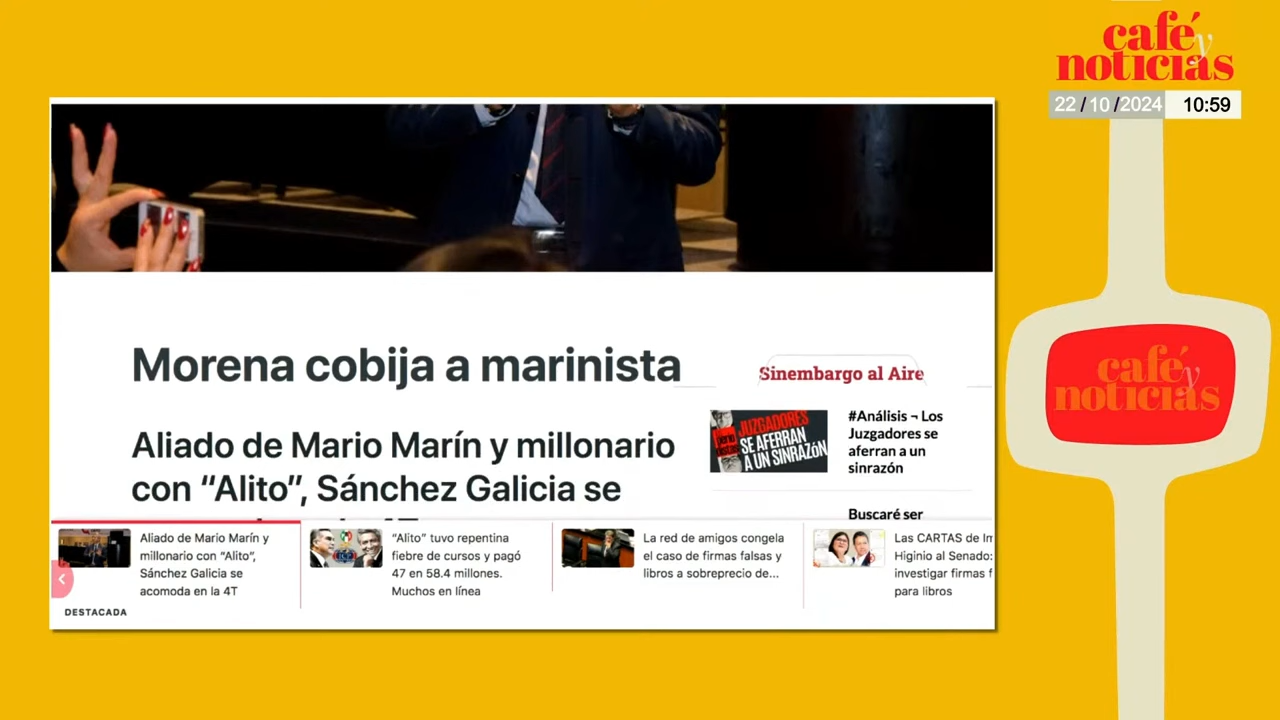 café y
noticias
22 / 10 / 2024 10:59
Morena cobija a marinista
Aliado de Mario Marín y millonario
con “Alito”, Sánchez Galicia se
Sinembargo al Aire
JUZGADORES
SE AFERRAN
A UN SINRAZÓN
#Análisis ¬ Los
Juzgadores se
aferran a un
sinrazón
Buscaré ser
Aliado de Mario Marín y
millonario con “Alito”,
Sánchez Galicia se
acomoda en la 4T
“Alito” tuvo repentina
fiebre de cursos y pagó
47 en 58.4 millones.
Muchos en línea
La red de amigos congela
el caso de firmas falsas y
libros a sobreprecio de...
Las CARTAS de
Higinio al Senado:
investigar firmas f
para libros
DESTACADA
café y
noticias